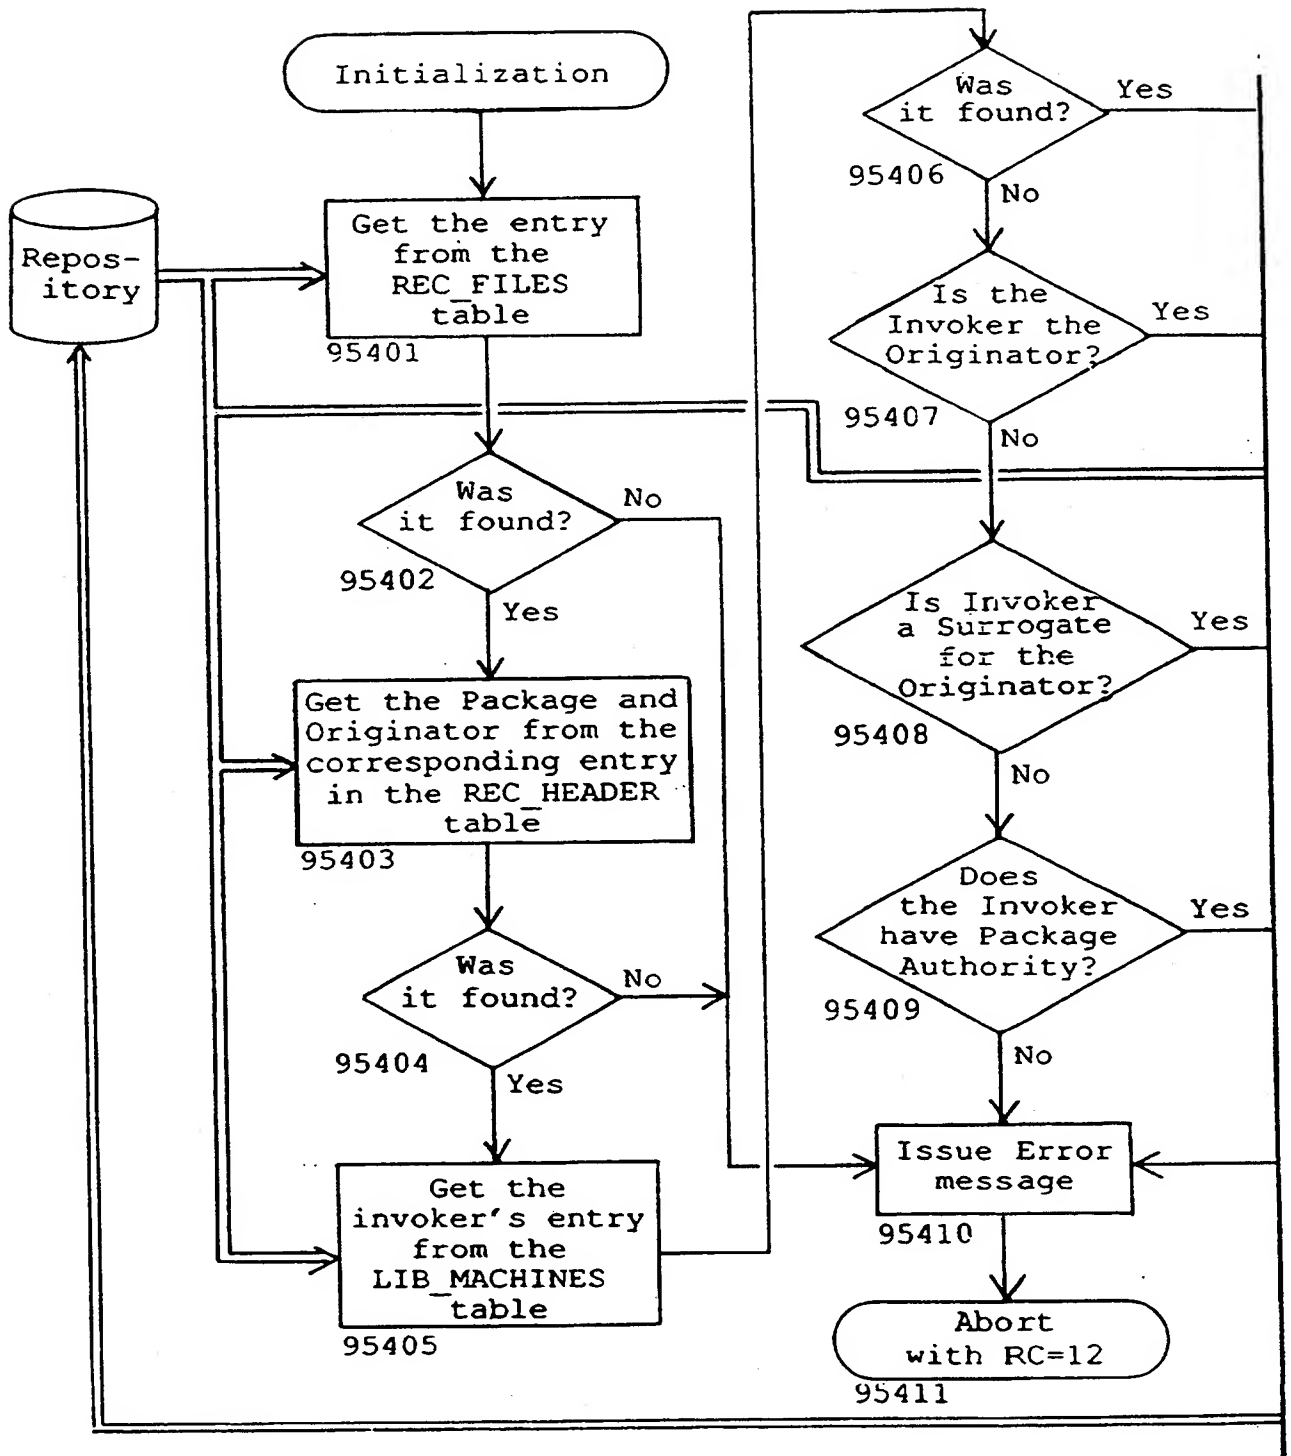 Initialization
Repos-
itory
Get the entry
from the
REC_FILES
table
95401
Was
it found?
No
95402
Yes
Get the Package and
Originator from the
corresponding entry
in the REC_HEADER
table
95403
Was
it found?
No
95404
Yes
Get the
invoker's entry
from the
LIB_MACHINES
table
95405
Was
it found?
Yes
95406
No
Is the
Invoker the
Originator?
Yes
95407
No
Is Invoker
a Surrogate
for the
Originator?
Yes
95408
No
Does
the Invoker
have Package
Authority?
Yes
95409
No
Issue Error
message
95410
Abort
with RC=12
95411